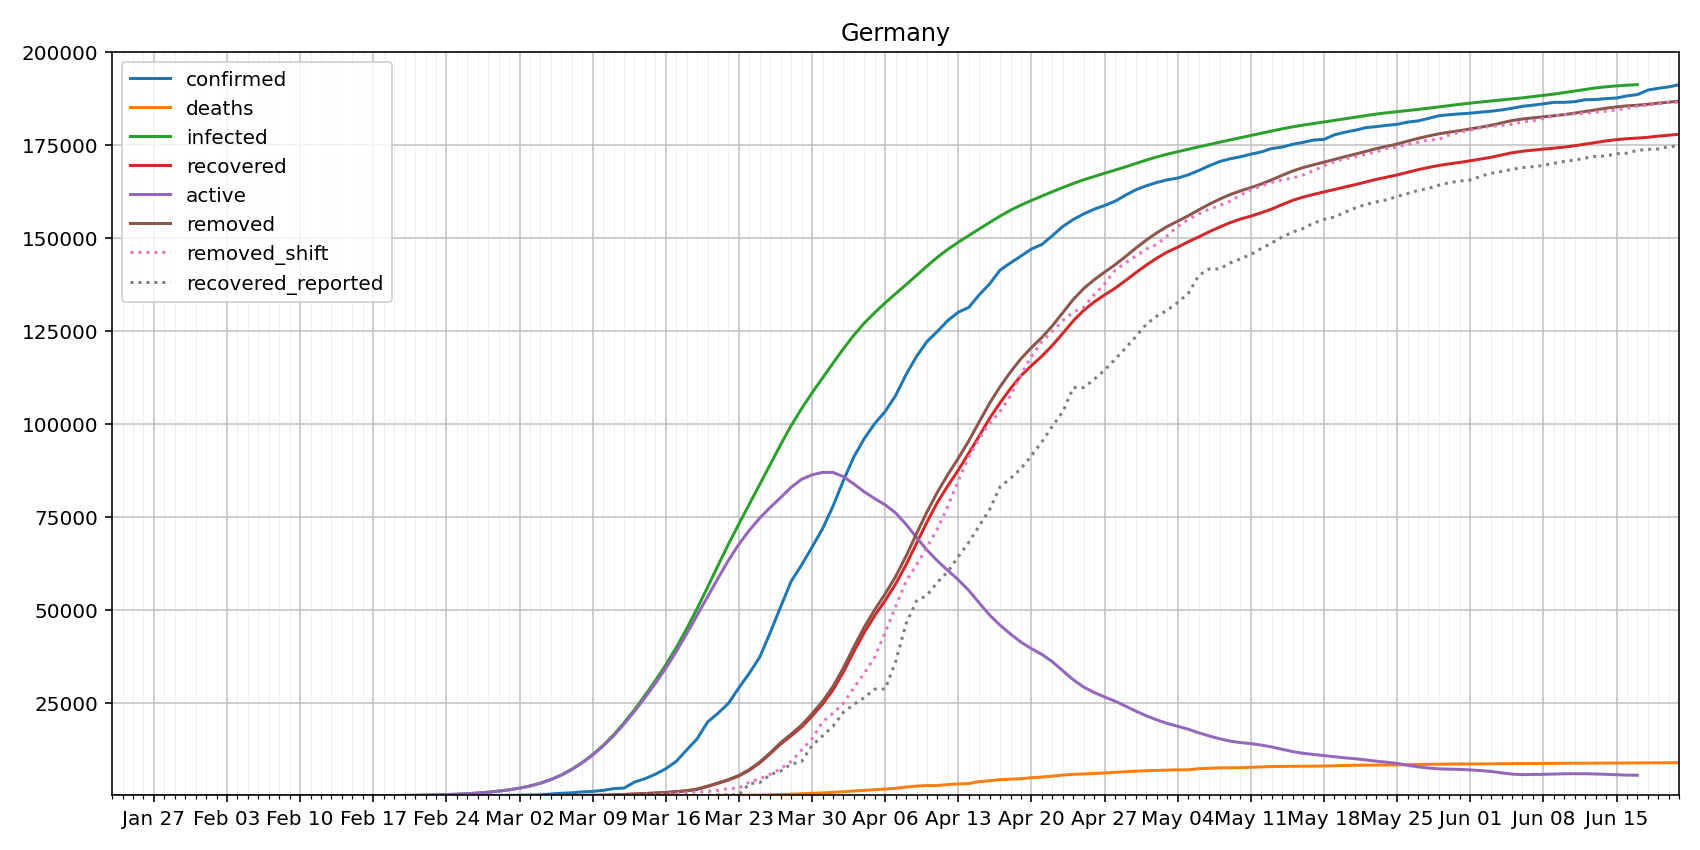 Germany
200000
175000
150000
125000
100000
75000
50000
25000
confirmed
deaths
infected
recovered
active
removed
removed_shift
recovered_reported
Jan 27 Feb 03 Feb 10 Feb 17 Feb 24 Mar 02 Mar 09 Mar 16 Mar 23 Mar 30 Apr 06 Apr 13 Apr 20 Apr 27 May 04 May 11 May 18 May 25 Jun 01 Jun 08 Jun 15